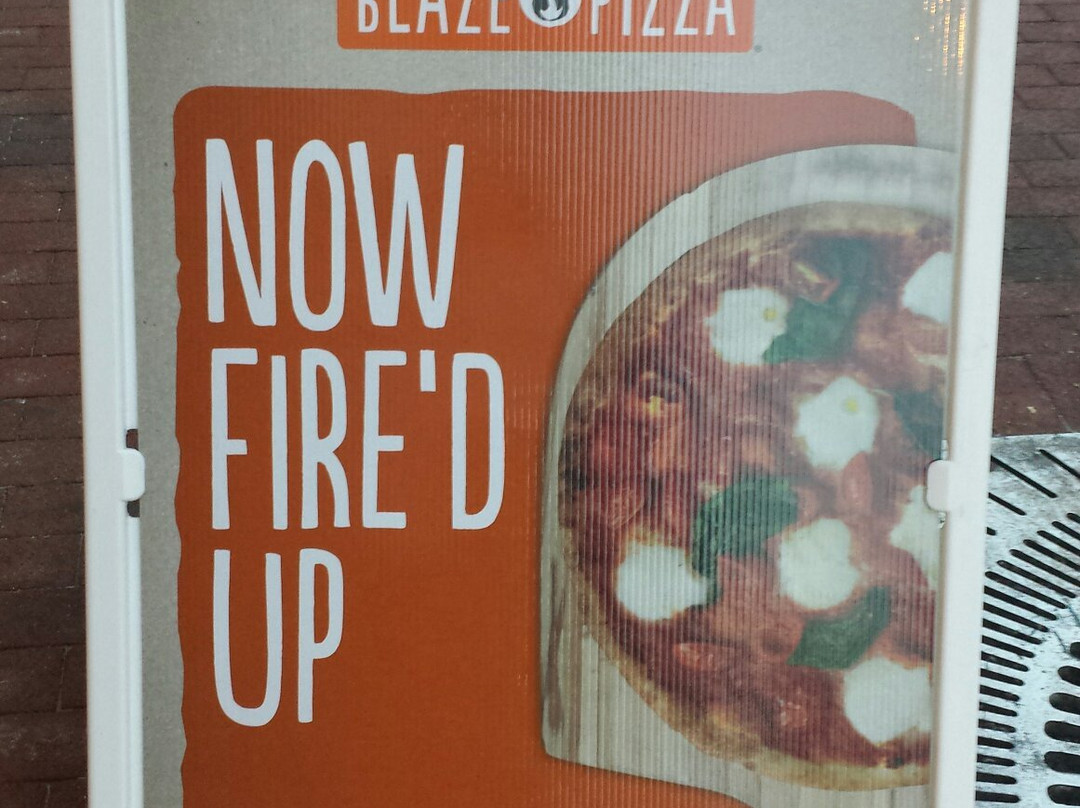 BLAZE PIZZA
NOW
FIRE'D
UP